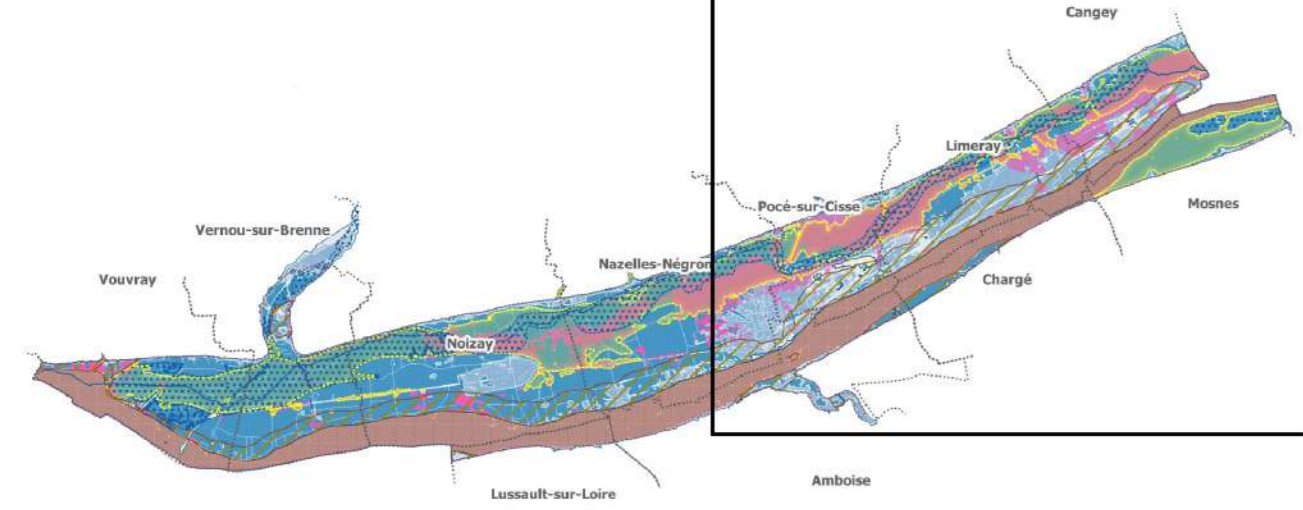 Cangey
Limeray
Pocé-sur-Cisse
Mosnes
Vernou-sur-Brenne
Nazelles-Négron
Vouvray
Chargé
Noizay
Amboise
Lussault-sur-Loire